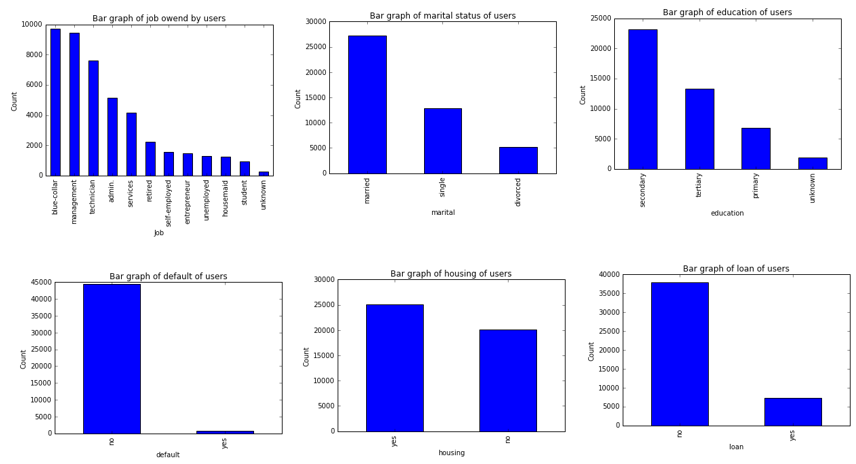 Bar graph of job owend by users
10000
8000
6000
4000
2000
0
Count
blue-collar
management
technician
admin.
services
retired
self-employed
entrepreneur
unemployed
housemaid
student
unknown
Job
Bar graph of marital status of users
30000
25000
20000
15000
10000
5000
0
Count
married
single
divorced
marital
Bar graph of education of users
25000
20000
15000
10000
5000
0
Count
secondary
tertiary
primary
unknown
education
Bar graph of default of users
45000
40000
35000
30000
25000
20000
15000
10000
5000
0
Count
no
yes
default
Bar graph of housing of users
30000
25000
20000
15000
10000
5000
0
Count
yes
no
housing
Bar graph of loan of users
40000
35000
30000
25000
20000
15000
10000
5000
0
Count
no
yes
loan